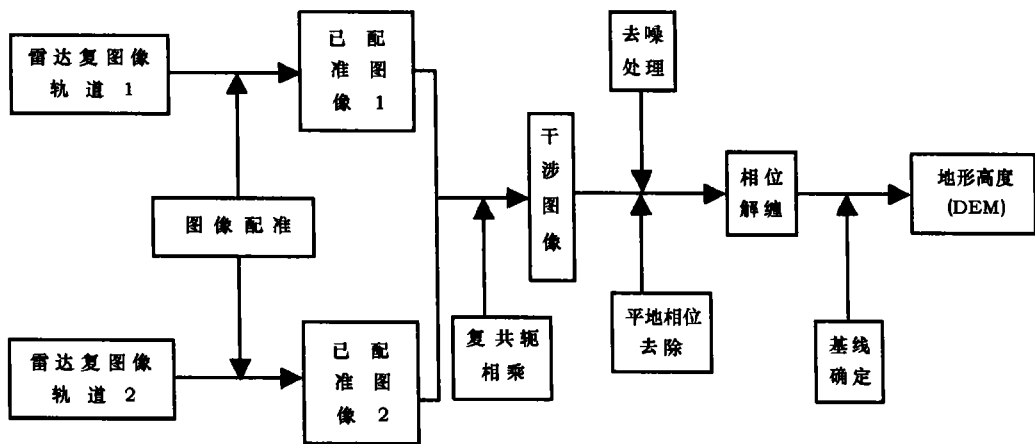 雷达复图像
轨道1
已配
准图
像1
图像配准
雷达复图像
轨道2
已配
准图
像2
复共轭
相乘
干
涉
图
像
去噪
处理
平地相位
去除
相位
解缠
基线
确定
地形高度
(DEM)